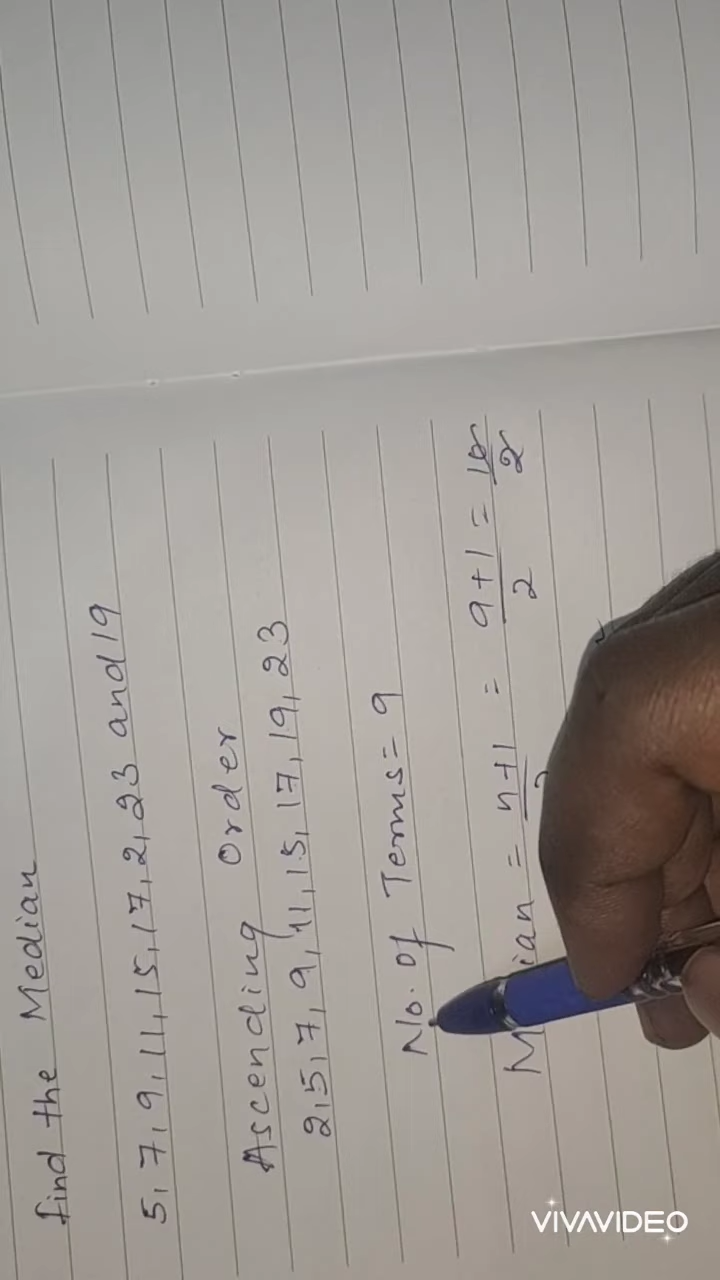 find the Median
5, 7, 9, 11, 15, 17, 2, 23 and 19
Ascending Order
2, 5, 7, 9, 11, 15, 17, 19, 23
No. of Terms = 9
= n+1 = 9+1/2 = 10/2
VIVAVIDEO